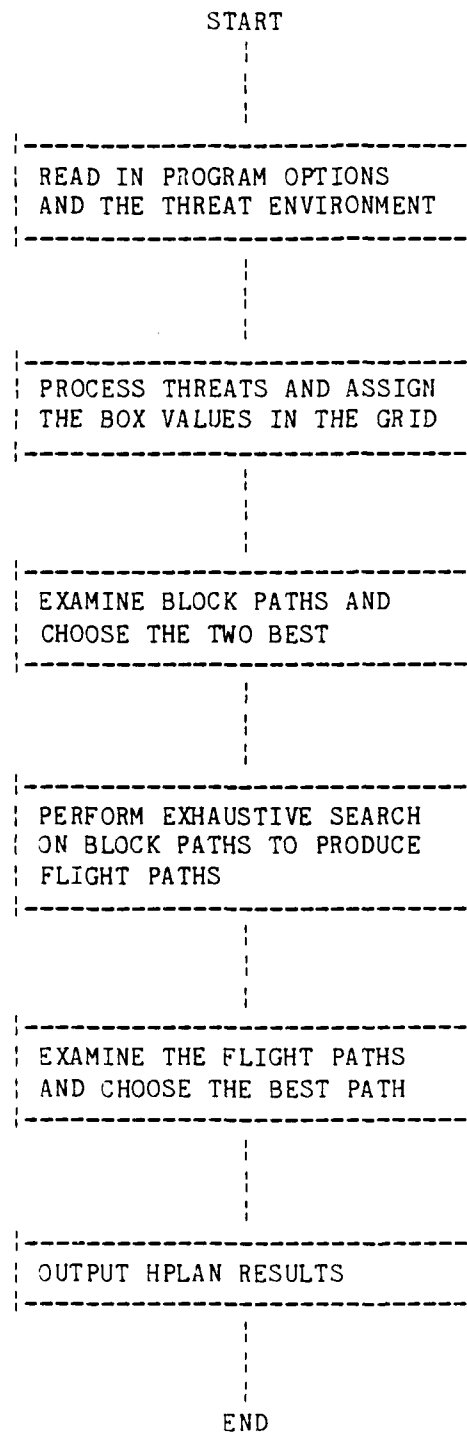 START
READ IN PROGRAM OPTIONS
AND THE THREAT ENVIRONMENT
PROCESS THREATS AND ASSIGN
THE BOX VALUES IN THE GRID
EXAMINE BLOCK PATHS AND
CHOOSE THE TWO BEST
PERFORM EXHAUSTIVE SEARCH
ON BLOCK PATHS TO PRODUCE
FLIGHT PATHS
EXAMINE THE FLIGHT PATHS
AND CHOOSE THE BEST PATH
OUTPUT HPLAN RESULTS
END